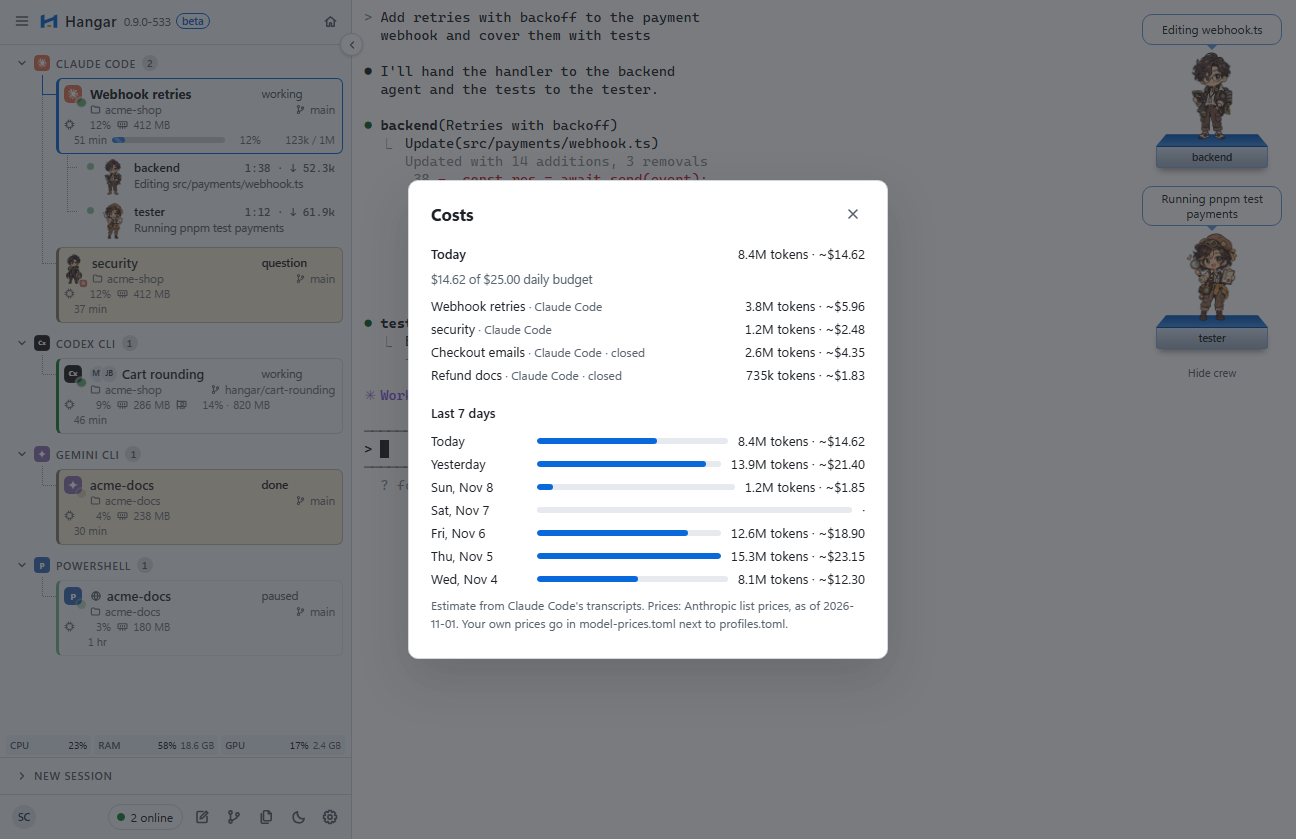 Hangar 0.9.0-533 beta
CLAUDE CODE 2
Webhook retries working
acme-shop main
12% 412 MB
51 min 12% 123k / 1M
backend 1:38 · ↓ 52.3k
Editing src/payments/webhook.ts
tester 1:12 · ↓ 61.9k
Running pnpm test payments
security question
acme-shop main
12% 412 MB
37 min
CODEX CLI 1
Cx M JB Cart rounding working
acme-shop hangar/cart-rounding
9% 286 MB 14% · 820 MB
46 min
GEMINI CLI 1
acme-docs done
acme-docs main
4% 238 MB
30 min
P POWERSHELL 1
P acme-docs paused
acme-docs main
3% 180 MB
1 hr
CPU 23% RAM 58% 18.6 GB GPU 17% 2.4 GB
NEW SESSION
SC 2 online
> Add retries with backoff to the payment
webhook and cover them with tests
● I'll hand the handler to the backend
agent and the tests to the tester.
● backend(Retries with backoff)
Update(src/payments/webhook.ts)
Updated with 14 additions, 3 removals
38 - const res = await send(event);
>
?
Costs
Today 8.4M tokens · ~$14.62
$14.62 of $25.00 daily budget
Webhook retries · Claude Code 3.8M tokens · ~$5.96
security · Claude Code 1.2M tokens · ~$2.48
Checkout emails · Claude Code · closed 2.6M tokens · ~$4.35
Refund docs · Claude Code · closed 735k tokens · ~$1.83
Last 7 days
Today 8.4M tokens · ~$14.62
Yesterday 13.9M tokens · ~$21.40
Sun, Nov 8 1.2M tokens · ~$1.85
Sat, Nov 7 ·
Fri, Nov 6 12.6M tokens · ~$18.90
Thu, Nov 5 15.3M tokens · ~$23.15
Wed, Nov 4 8.1M tokens · ~$12.30
Estimate from Claude Code's transcripts. Prices: Anthropic list prices, as of 2026-
11-01. Your own prices go in model-prices.toml next to profiles.toml.
Editing webhook.ts
backend
Running pnpm test
payments
tester
Hide crew